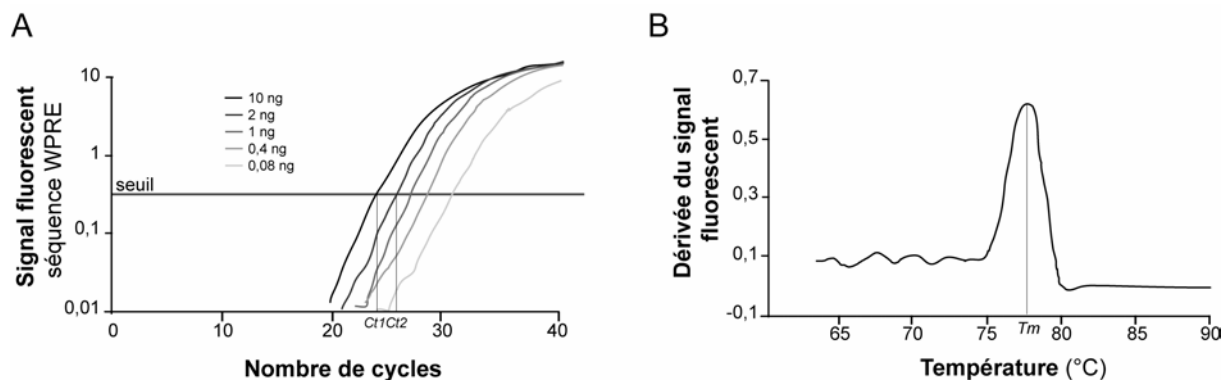 A
Signal fluorescent
séquence WPRE
10
1
0,1
0,01
10 ng
2 ng
1 ng
0,4 ng
0,08 ng
seuil
Ct1Ct2
0
10
20
30
40
Nombre de cycles
B
Dérivée du signal
fluorescent
0,7
0,5
0,3
0,1
-0,1
65
70
75
Tm
80
85
90
Température (°C)